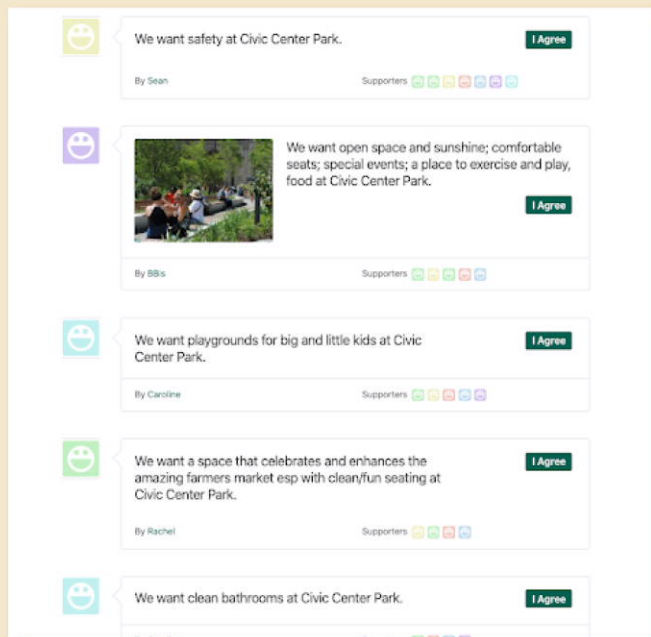 We want safety at Civic Center Park.
I Agree
By Sean
Supporters
We want open space and sunshine; comfortable
seats; special events; a place to exercise and play,
food at Civic Center Park.
I Agree
By BBis
Supporters
We want playgrounds for big and little kids at Civic
Center Park.
I Agree
By Caroline
Supporters
We want a space that celebrates and enhances the
amazing farmers market esp with clean/fun seating at
Civic Center Park.
I Agree
By Rachel
Supporters
We want clean bathrooms at Civic Center Park.
I Agree